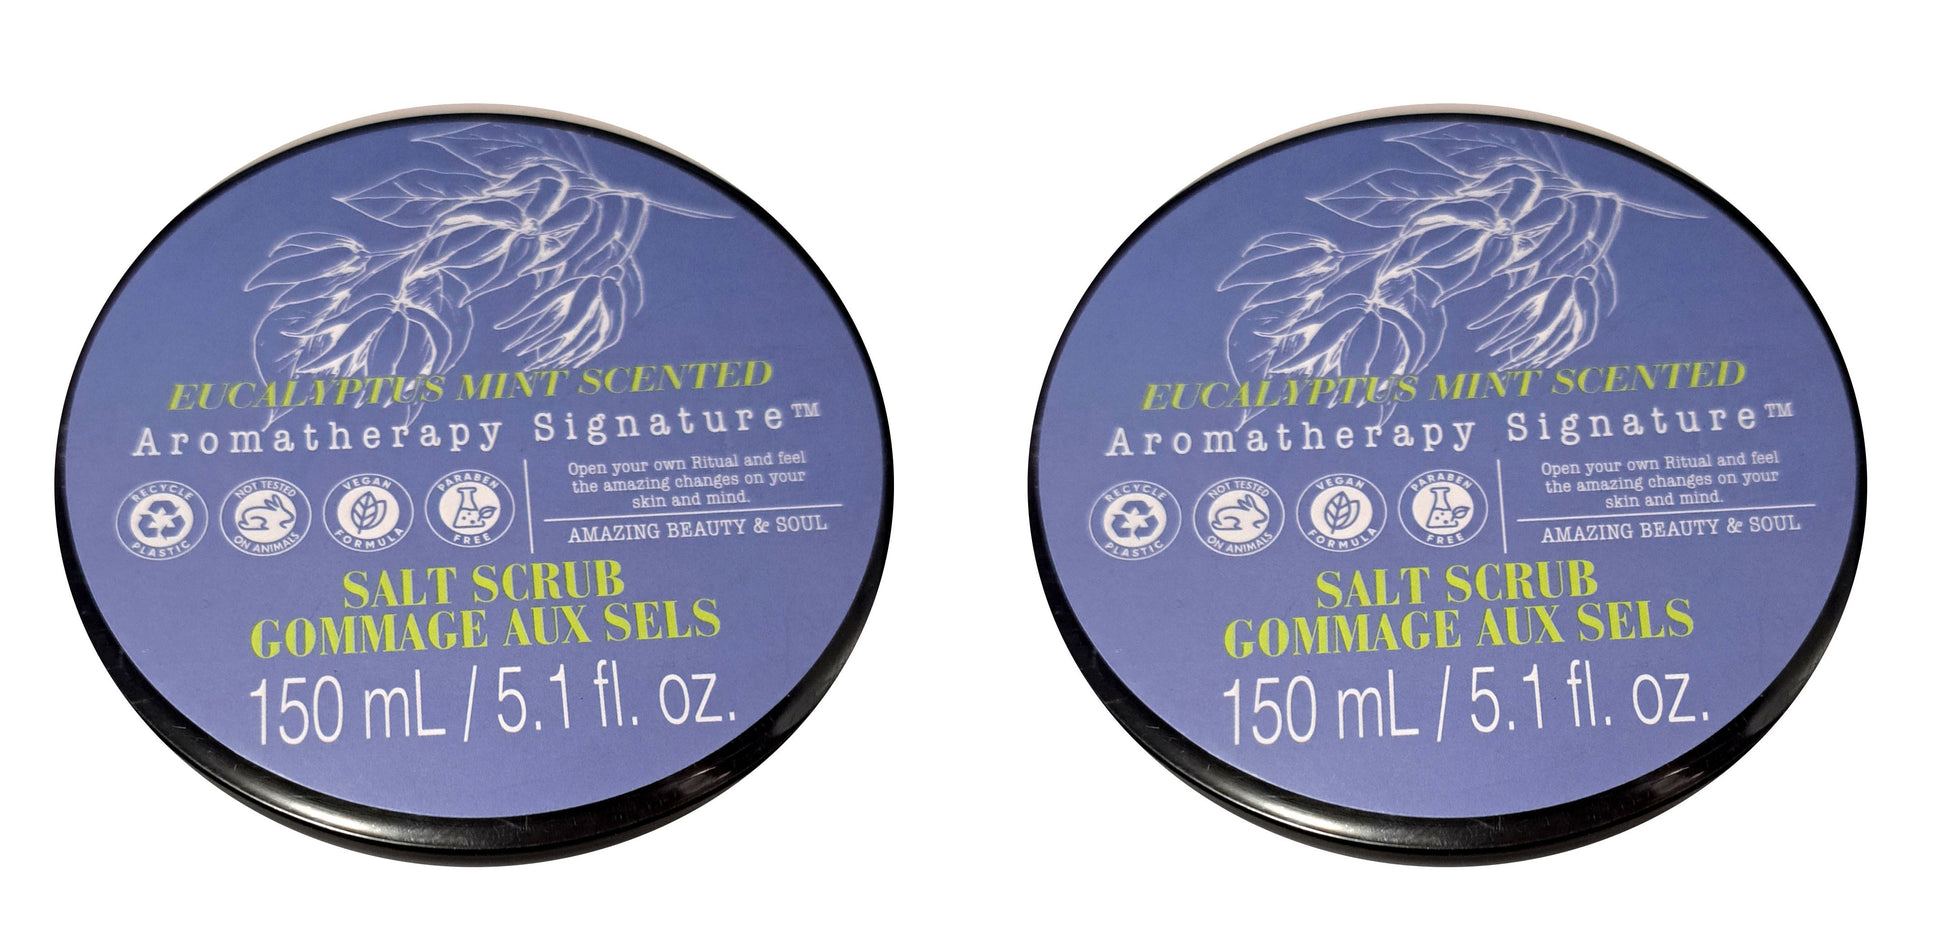 EUCALYPTUS MINT SCENTED
Aromatherapy Signature™
RECYCLE
PLASTIC
NOT TESTED
ON ANIMALS
VEGAN
FORMULA
PARABEN
FREE
Open your own Ritual and feel
the amazing changes on your
skin and mind.
AMAZING BEAUTY & SOUL
SALT SCRUB
GOMMAGE AUX SELS
150 mL / 5.1 fl. oz.
EUCALYPTUS MINT SCENTED
Aromatherapy Signature™
RECYCLE
PLASTIC
NOT TESTED
ON ANIMALS
VEGAN
FORMULA
PARABEN
FREE
Open your own Ritual and feel
the amazing changes on your
skin and mind.
AMAZING BEAUTY & SOUL
SALT SCRUB
GOMMAGE AUX SELS
150 mL / 5.1 fl. oz.